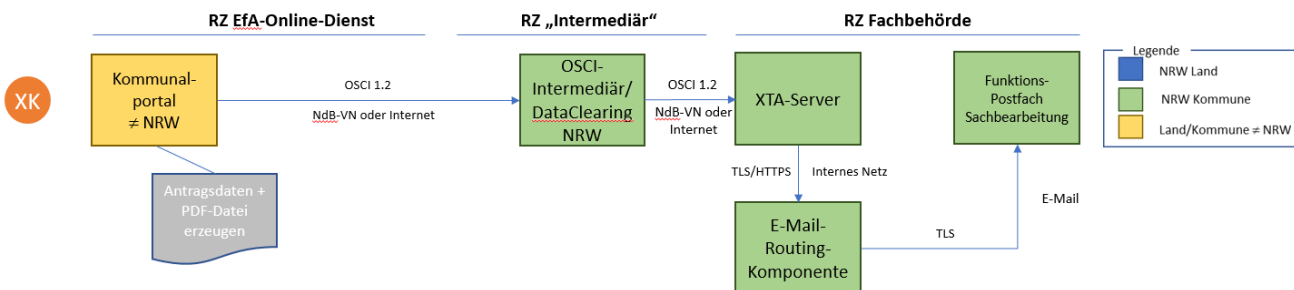 RZ EfA-Online-Dienst
RZ „Intermediär“
RZ Fachbehörde
XK
Kommunal-
portal
≠ NRW
OSCI 1.2
NdB-VN oder Internet
OSCI-
Intermediär/
DataClearing
NRW
OSCI 1.2
NdB-VN oder
Internet
XTA-Server
Funktions-
Postfach
Sachbearbeitung
Legende
NRW Land
NRW Kommune
Land/Kommune ≠ NRW
Antragsdaten +
PDF-Datei
erzeugen
TLS/HTTPS
Internes Netz
E-Mail-
Routing-
Komponente
TLS
E-Mail